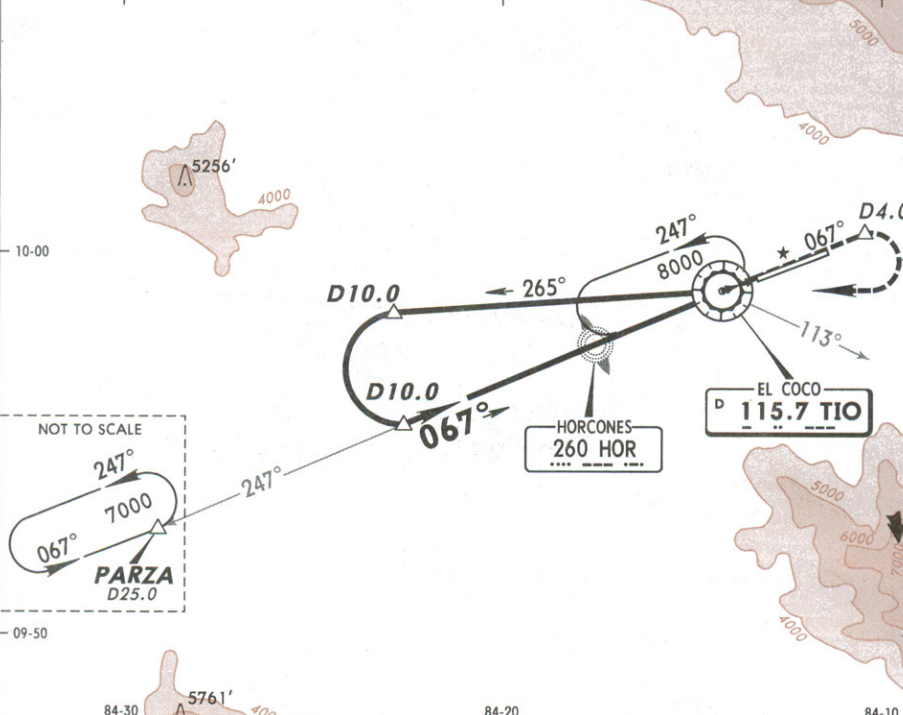 5000
4000
5256'
4000
D4.0
247°
067°
10-00
8000
D10.0
265°
113°
D10.0
EL COCO
D 115.7 TIO
067°
HORCONES
260 HOR
NOT TO SCALE
247°
247°
7000
5000
067°
6000
7000
PARZA
D25.0
4000
09-50
5761'
84-30
84-20
84-10